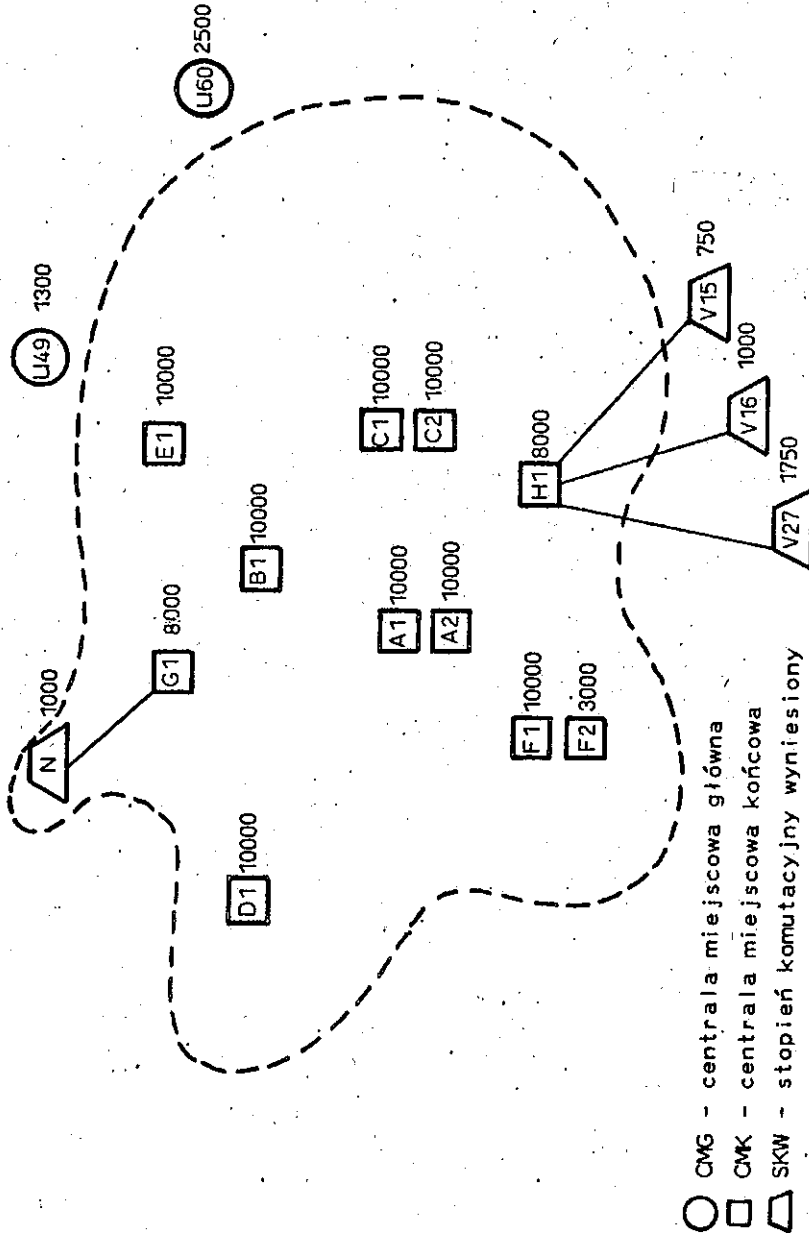 LI49 1300
LI60 2500
N 1000
E1 10000
G1 8000
B1 10000
D1 10000
C1 10000
C2 10000
A1 10000
A2 10000
H1 8000
F1 10000
F2 3000
V15 750
V16 1000
V27 1750
CMG - centrala miejscowa główna
CMK - centrala miejscowa końcowa
SKW - stopień komutacyjny wyniesiony